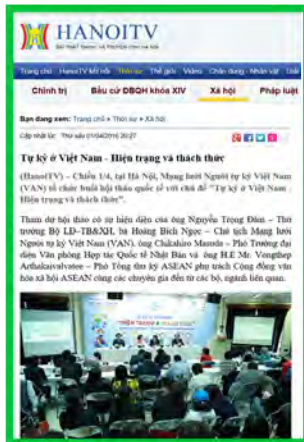 HANOITV
ĐÀI PHÁT THANH VÀ TRUYỀN HÌNH HÀ NỘI
Trang chủ HanoiTV kết nối Thời sự Thế giới Video Chân dung - Nhân vật Giải
Chính trị Bầu cử ĐBQH khóa XIV Xã hội Pháp luật
Bạn đang xem: Trang chủ » Thời sự » Xã hội
Cập nhật lúc: Thứ sáu 01/04/2016 20:27
Tự kỷ ở Việt Nam - Hiện trạng và thách thức
(HanoiTV) – Chiều 1/4, tại Hà Nội, Mạng lưới Người tự kỷ Việt Nam
(VAN) tổ chức buổi hội thảo quốc tế với chủ đề "Tự kỷ ở Việt Nam -
Hiện trạng và thách thức".
Tham dự hội thảo có sự hiện diện của ông Nguyễn Trọng Đàm – Thứ
trưởng Bộ LĐ–TB&XH, bà Hoàng Bích Ngọc – Chủ tịch Mạng lưới
Người tự kỷ Việt Nam (VAN), ông Chikahiro Masuda – Phó Trưởng đại
diện Văn phòng Hợp tác Quốc tế Nhật Bản và ông H.E Mr. Vongthep
Arthakaivalvatee – Phó Tổng thư ký ASEAN phụ trách Cộng đồng văn
hóa xã hội ASEAN cùng các chuyên gia đến từ các bộ, ngành liên quan.